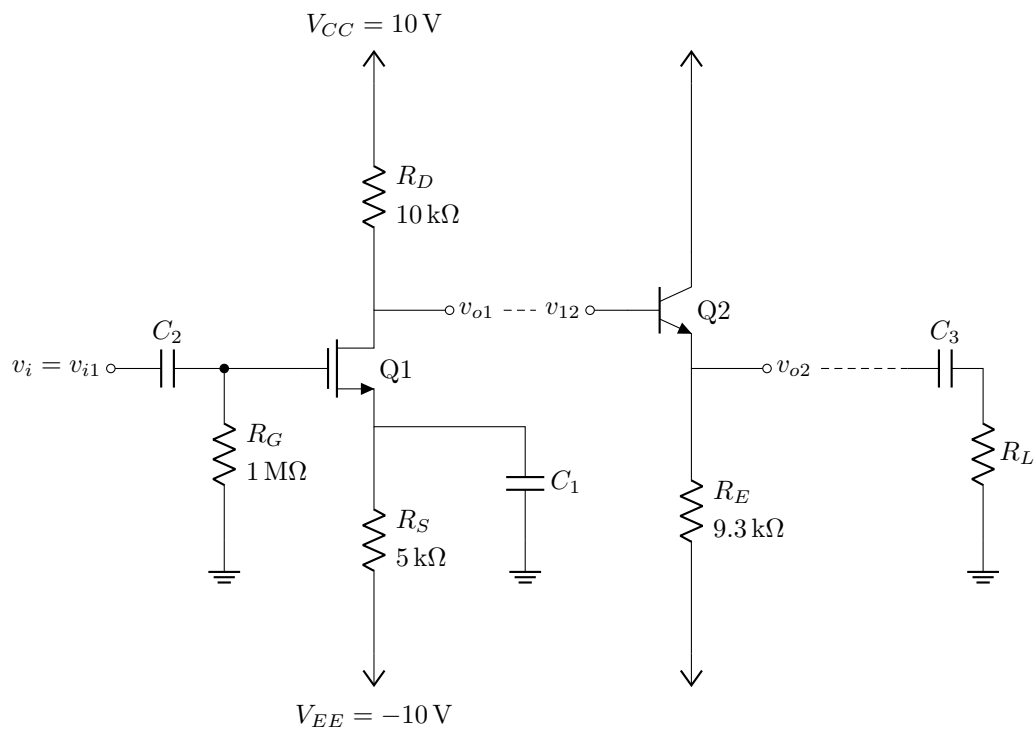 V_{CC} = 10 V
R_D
10 kΩ
v_{o1}
v_{12}
Q2
C_2
C_3
v_i = v_{i1}
Q1
v_{o2}
R_G
1 MΩ
R_L
C_1
R_E
9.3 kΩ
R_S
5 kΩ
V_{EE} = −10 V